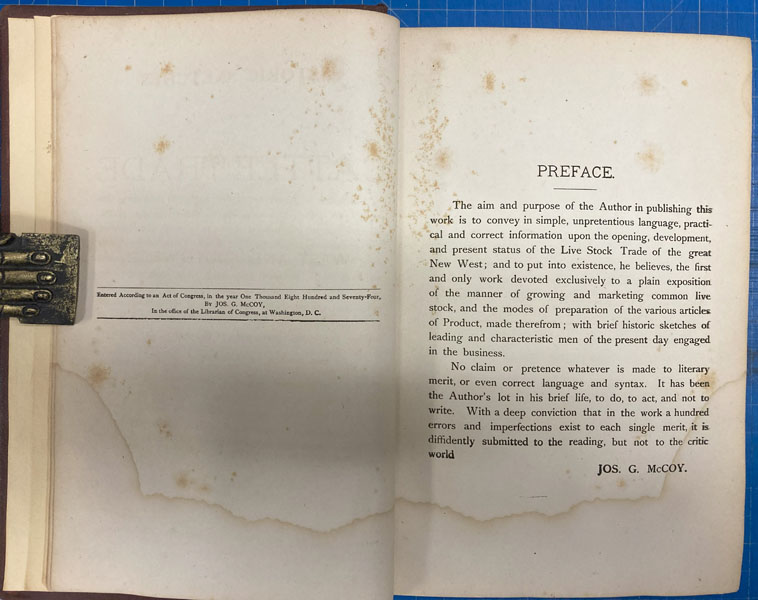 Entered According to an Act of Congress, in the year One Thousand Eight Hundred and Seventy-Four,
By JOS. G. McCOY,
In the office of the Librarian of Congress, at Washington, D. C.
PREFACE.
The aim and purpose of the Author in publishing this
work is to convey in simple, unpretentious language, practi-
cal and correct information upon the opening, development,
and present status of the Live Stock Trade of the great
New West; and to put into existence, he believes, the first
and only work devoted exclusively to a plain exposition
of the manner of growing and marketing common live
stock, and the modes of preparation of the various articles
of Product, made therefrom; with brief historic sketches of
leading and characteristic men of the present day engaged
in the business.
No claim or pretence whatever is made to literary
merit, or even correct language and syntax. It has been
the Author's lot in his brief life, to do, to act, and not to
write. With a deep conviction that in the work a hundred
errors and imperfections exist to each single merit, it is
diffidently submitted to the reading, but not to the critic
world
JOS. G. McCOY.